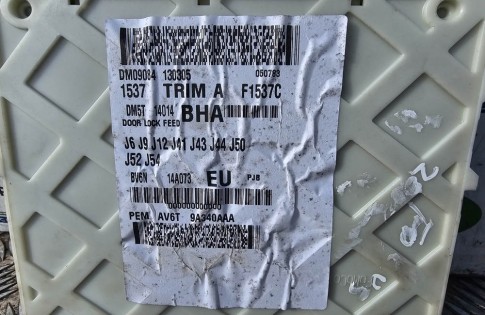 DM09084 130305 050783
1537 TRIM A F1537C
DM5T 14014 BHA
DOOR LOCK FEED
J6 J9 J12 J41 J43 J44 J50
J52 J54
BV6N 14A073 EU PJB
00000000000
PEM AV6T 9A340AAA